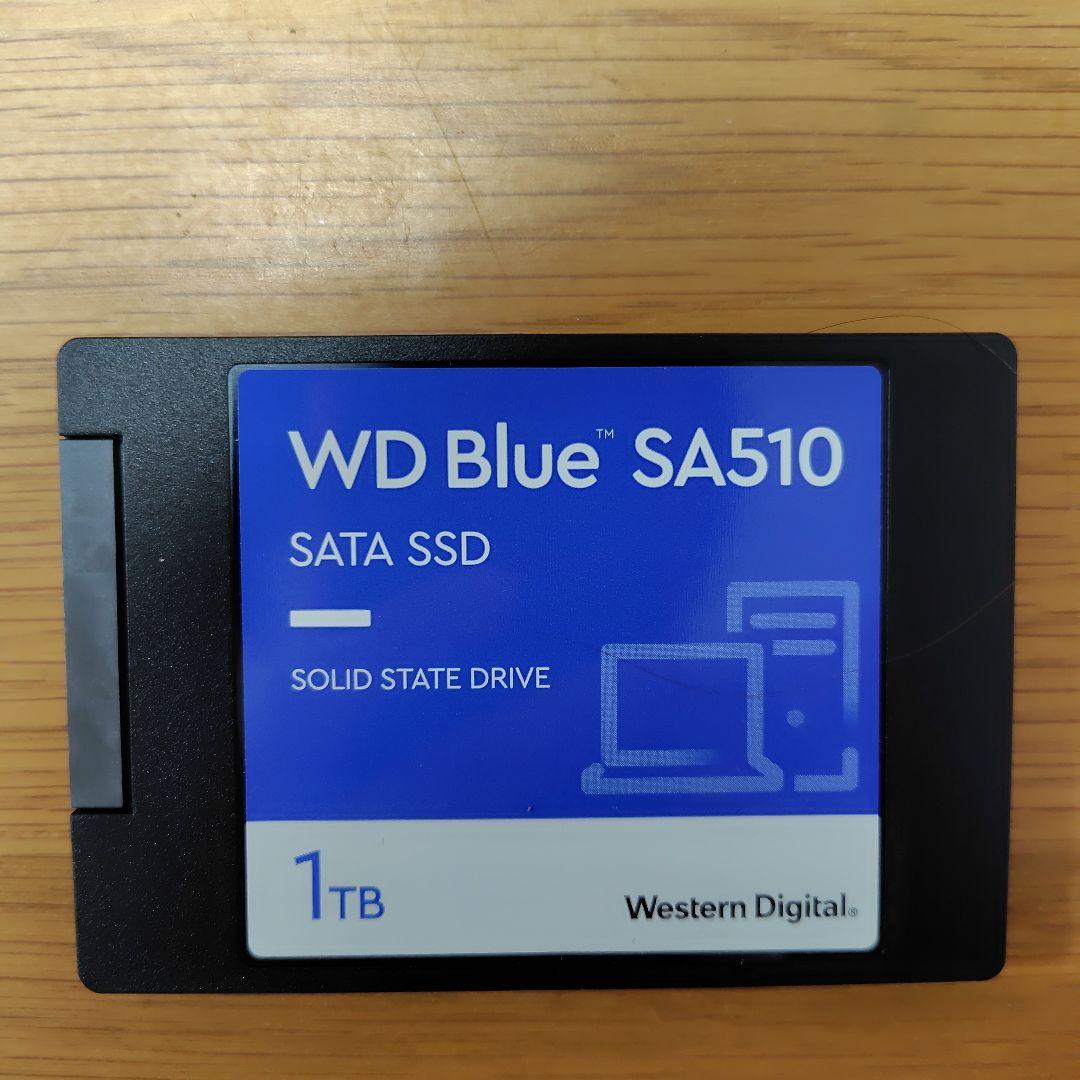 WD Blue™ SA510
SATA SSD
SOLID STATE DRIVE
1TB
Western Digital®